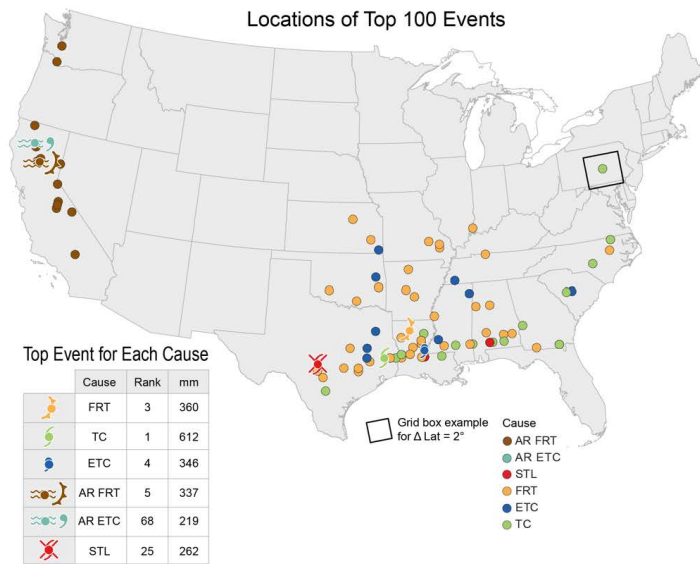 Locations of Top 100 Events
Top Event for Each Cause
Cause Rank mm
FRT 3 360
TC 1 612
ETC 4 346
AR FRT 5 337
AR ETC 68 219
STL 25 262
Grid box example
for Δ Lat = 2°
Cause
AR FRT
AR ETC
STL
FRT
ETC
TC